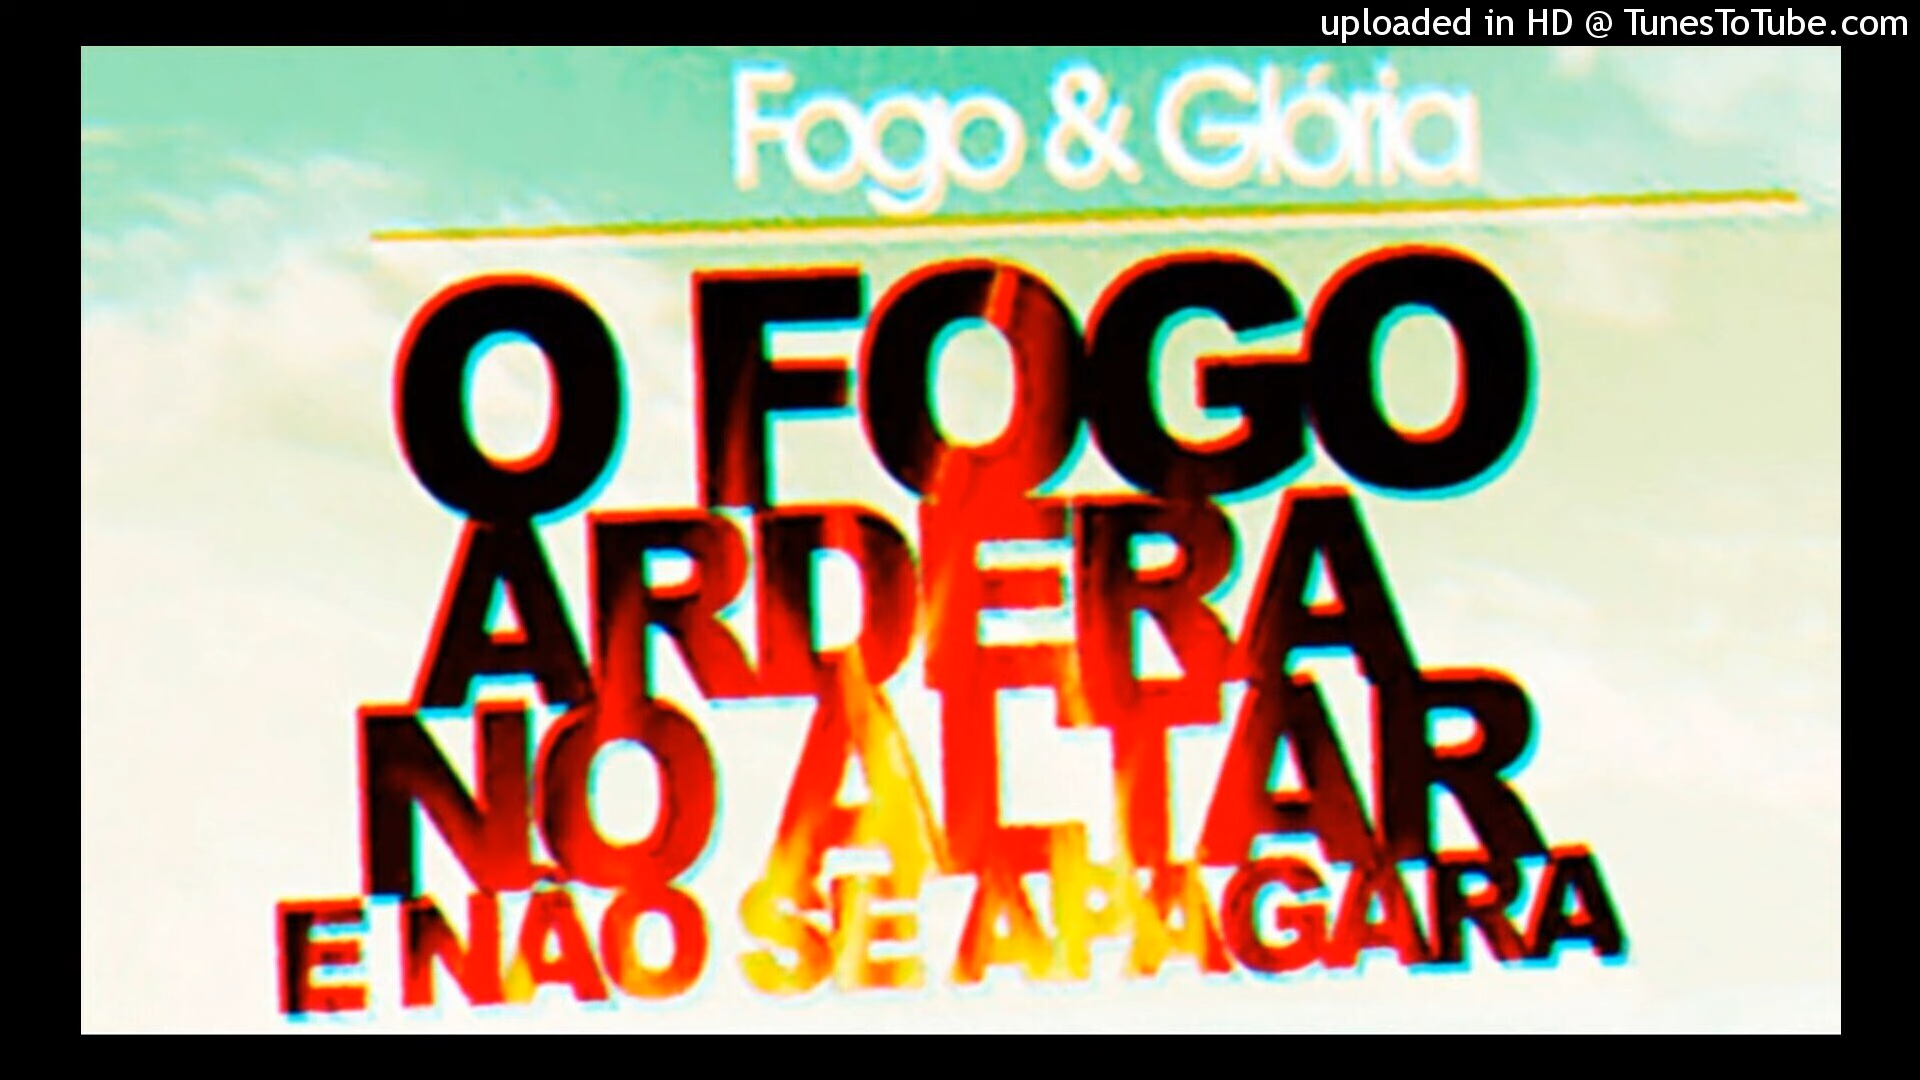 uploaded in HD @ TunesToTube.com
Fogo & Glória
O FOGO
ARDERA
NO ALTAR
E NÃO SE APAGARA